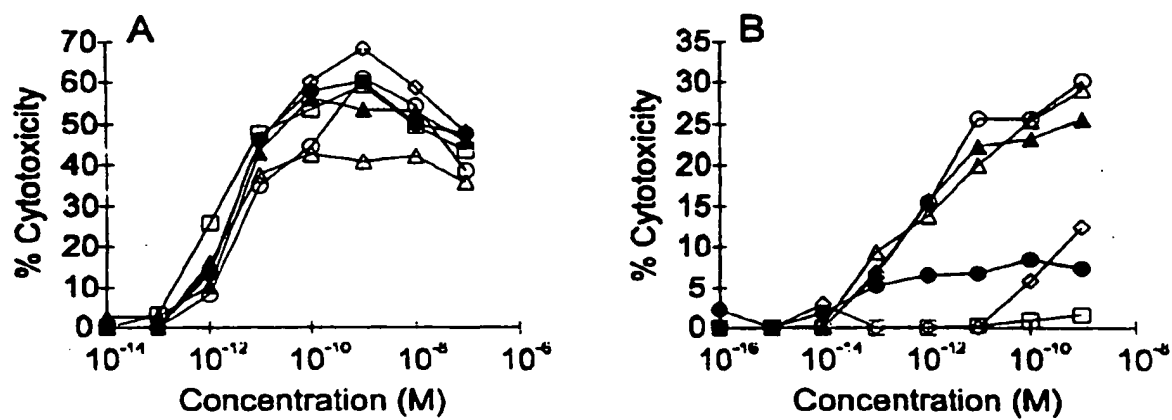 A
% Cytotoxicity
70
60
50
40
30
20
10
0
10⁻¹⁴ 10⁻¹² 10⁻¹⁰ 10⁻⁸ 10⁻⁶
Concentration (M)
B
% Cytotoxicity
35
30
25
20
15
10
5
0
10⁻¹⁶ 10⁻¹⁴ 10⁻¹² 10⁻¹⁰ 10⁻⁸
Concentration (M)